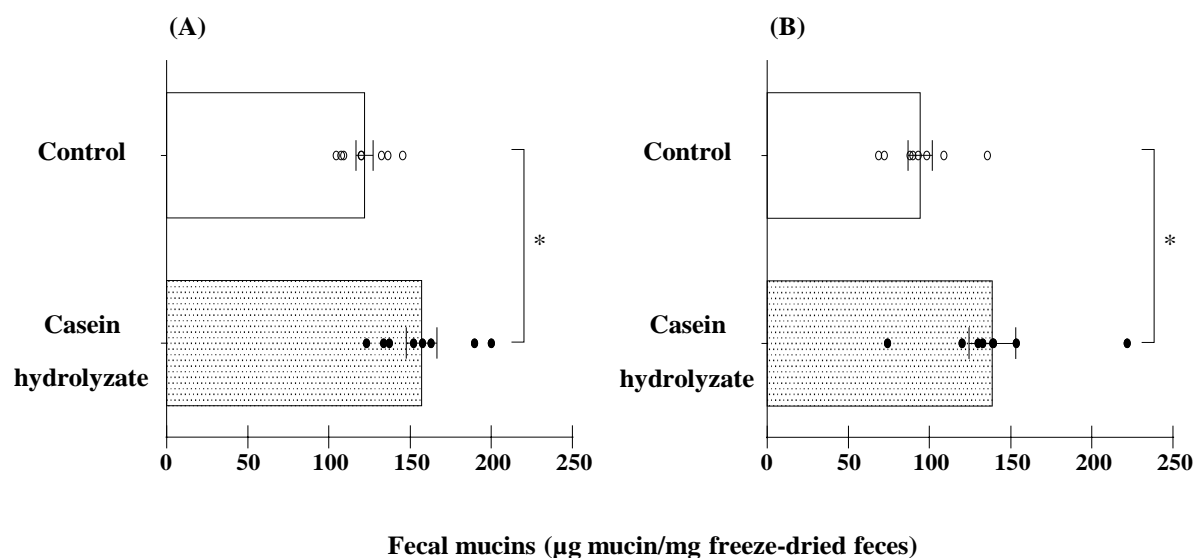 (A)
(B)
Control
Control
*
*
Casein
hydrolyzate
Casein
hydrolyzate
0 50 100 150 200 250
0 50 100 150 200 250
Fecal mucins (µg mucin/mg freeze-dried feces)